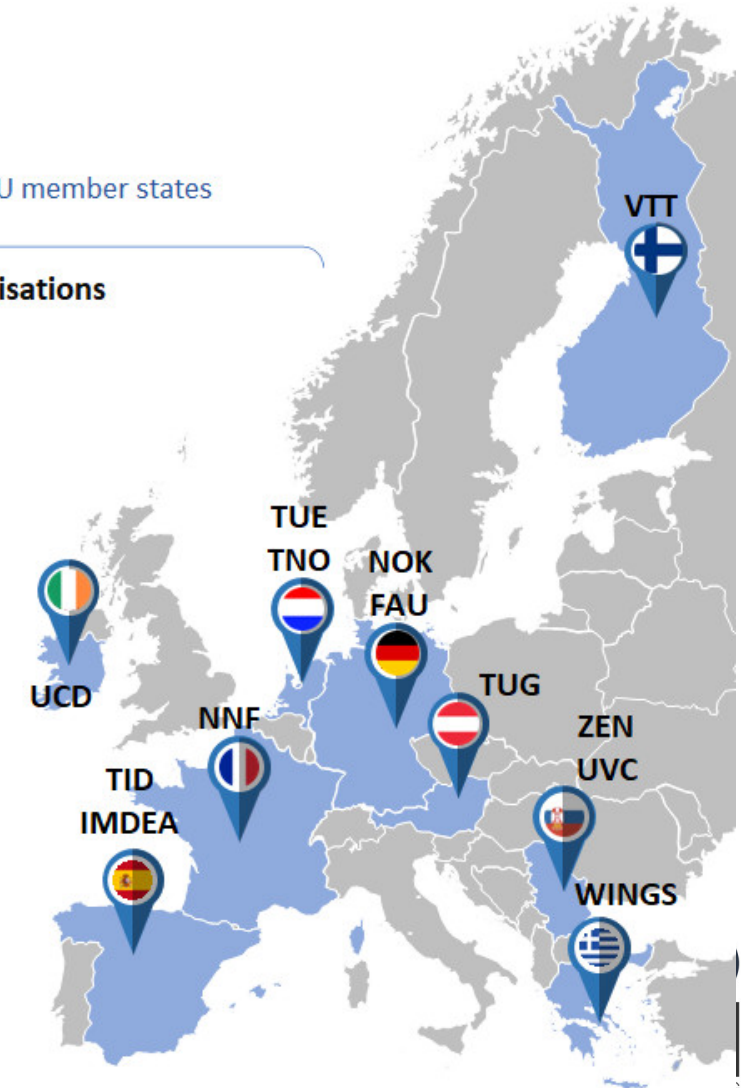 U member states
isations
VTT
TUE
TNO
NOK
FAU
UCD
NNF
TUG
ZEN
UVC
TID
IMDEA
WINGS